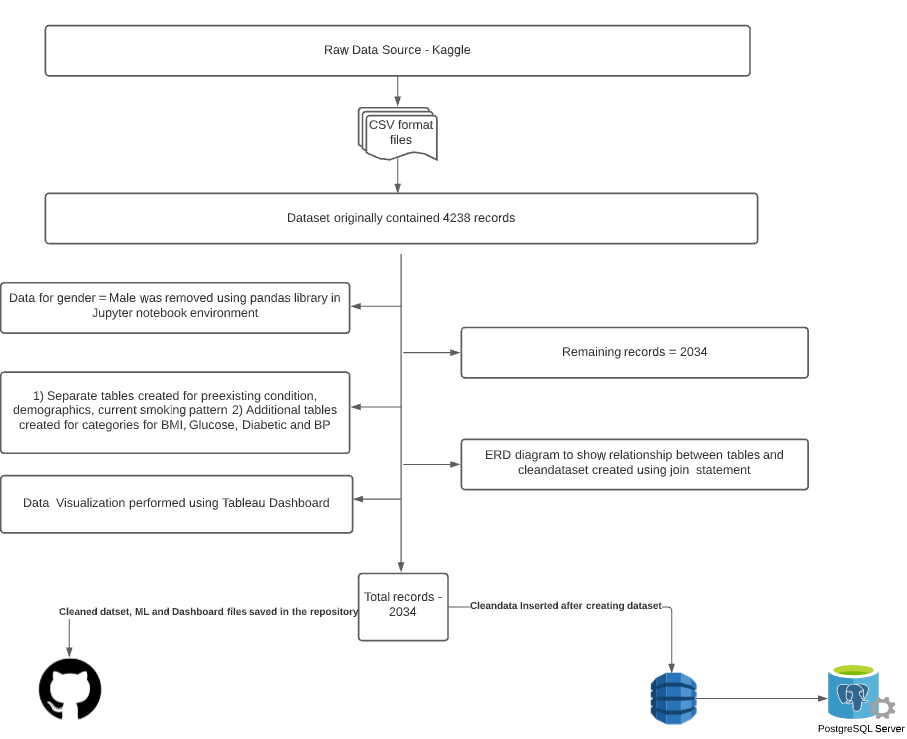 Raw Data Source - Kaggle
CSV format
files
Dataset originally contained 4238 records
Data for gender = Male was removed using pandas library in
Jupyter notebook environment
Remaining records = 2034
1) Separate tables created for preexisting condition,
demographics, current smoking pattern 2) Additional tables
created for categories for BMI, Glucose, Diabetic and BP
ERD diagram to show relationship between tables and
cleandataset created using join statement
Data Visualization performed using Tableau Dashboard
Total records -
2034
Cleaned datset, ML and Dashboard files saved in the repository
Cleandata Inserted after creating dataset
PostgreSQL Server